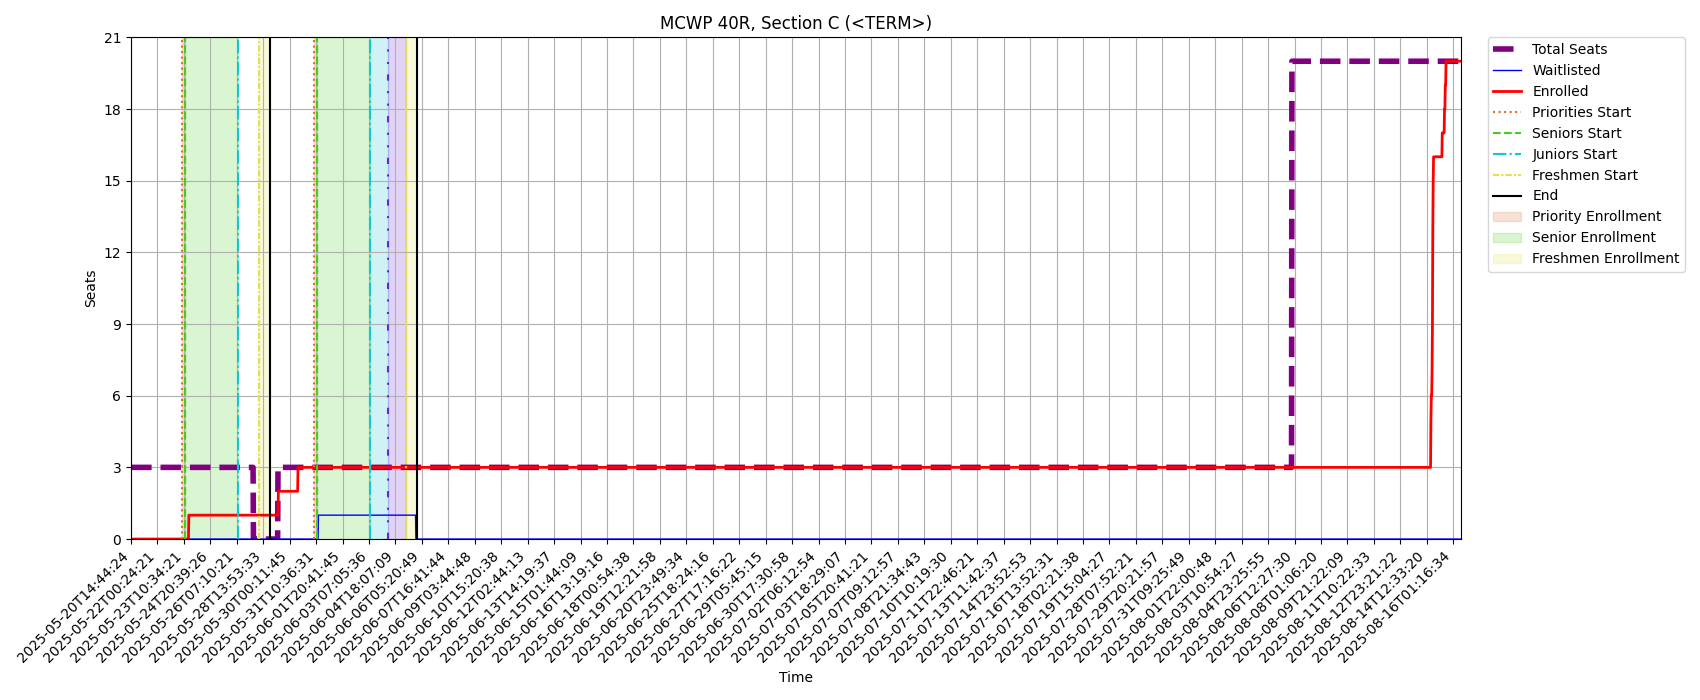 MCWP 40R, Section C (<TERM>)
Seats
21
18
15
12
9
6
3
0
2025-05-20T14:44:24
2025-05-22T00:24:21
2025-05-23T10:34:21
2025-05-24T20:39:26
2025-05-26T07:10:21
2025-05-28T13:53:33
2025-05-30T00:11:45
2025-05-31T10:36:31
2025-06-01T20:41:45
2025-06-03T07:05:36
2025-06-04T18:07:09
2025-06-06T05:20:49
2025-06-07T16:41:44
2025-06-09T03:44:48
2025-06-10T15:20:38
2025-06-12T02:44:13
2025-06-13T14:19:37
2025-06-15T01:44:09
2025-06-16T13:19:16
2025-06-18T00:54:38
2025-06-19T12:21:58
2025-06-20T23:49:34
2025-06-25T18:24:16
2025-06-27T17:16:22
2025-06-29T05:45:15
2025-06-30T17:30:58
2025-07-02T06:12:54
2025-07-03T18:29:07
2025-07-05T20:41:21
2025-07-07T09:12:57
2025-07-08T21:34:43
2025-07-10T10:19:30
2025-07-11T22:46:21
2025-07-13T11:42:37
2025-07-14T23:52:53
2025-07-16T13:52:31
2025-07-18T02:21:38
2025-07-19T15:04:27
2025-07-28T07:52:21
2025-07-29T20:21:57
2025-07-31T09:25:49
2025-08-01T22:00:48
2025-08-03T10:54:27
2025-08-04T23:25:55
2025-08-06T12:27:30
2025-08-08T01:06:20
2025-08-09T21:22:09
2025-08-11T10:22:33
2025-08-12T23:21:22
2025-08-14T12:33:20
2025-08-16T01:16:34
Time
Total Seats
Waitlisted
Enrolled
Priorities Start
Seniors Start
Juniors Start
Freshmen Start
End
Priority Enrollment
Senior Enrollment
Freshmen Enrollment